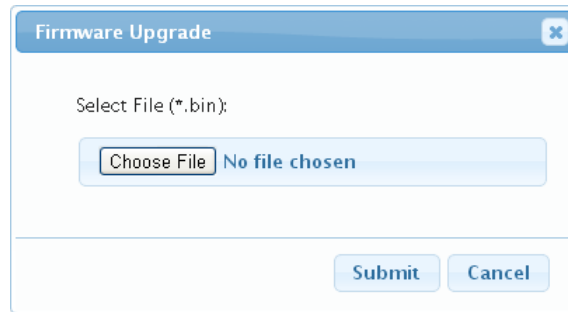 Firmware Upgrade
Select File (*.bin):
Choose File No file chosen
Submit Cancel